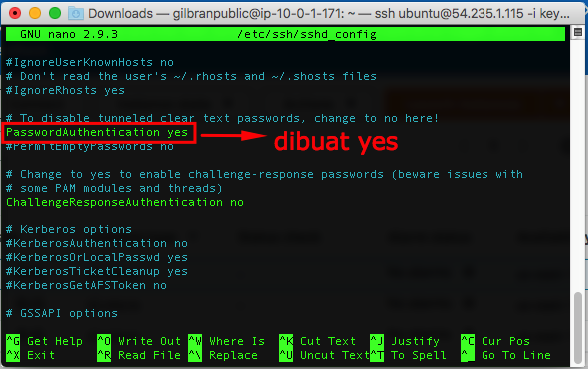 Downloads — gilbranpublic@ip-10-0-1-171: ~ — ssh ubuntu@54.235.1.115 -i key...
GNU nano 2.9.3 /etc/ssh/sshd_config
#IgnoreUserKnownHosts no
# Don't read the user's ~/.rhosts and ~/.shosts files
#IgnoreRhosts yes
# To disable tunneled clear text passwords, change to no here!
PasswordAuthentication yes
dibuat yes
#PermitEmptyPasswords no
# Change to yes to enable challenge-response passwords (beware issues with
# some PAM modules and threads)
ChallengeResponseAuthentication no
# Kerberos options
#KerberosAuthentication no
#KerberosOrLocalPasswd yes
#KerberosTicketCleanup yes
#KerberosGetAFSToken no
# GSSAPI options
^G Get Help ^O Write Out ^W Where Is ^K Cut Text ^J Justify ^C Cur Pos
^X Exit ^R Read File ^\ Replace ^U Uncut Text ^T To Spell ^_ Go To Line